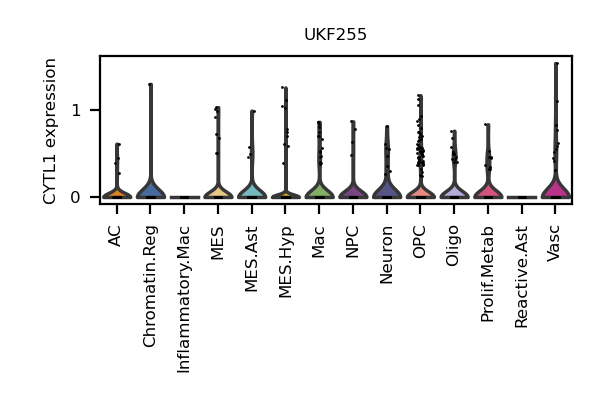 UKF255
CYTL1 expression
1
0
AC
Chromatin.Reg
Inflammatory.Mac
MES
MES.Ast
MES.Hyp
Mac
NPC
Neuron
OPC
Oligo
Prolif.Metab
Reactive.Ast
Vasc